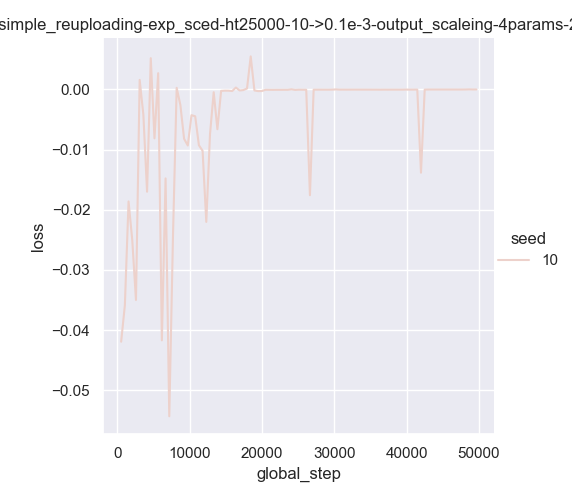 simple_reuploading-exp_sced-ht25000-10->0.1e-3-output_scaleing-4params-2
0.00
−0.01
−0.02
−0.03
−0.04
−0.05
loss
seed
10
0 10000 20000 30000 40000 50000
global_step